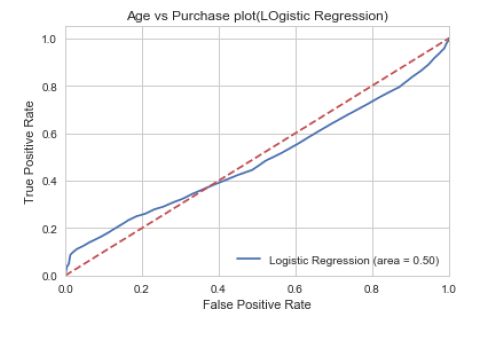 Age vs Purchase plot(LOgistic Regression)
1.0
0.8
0.6
0.4
0.2
0.0
True Positive Rate
Logistic Regression (area = 0.50)
0.0 0.2 0.4 0.6 0.8 1.0
False Positive Rate